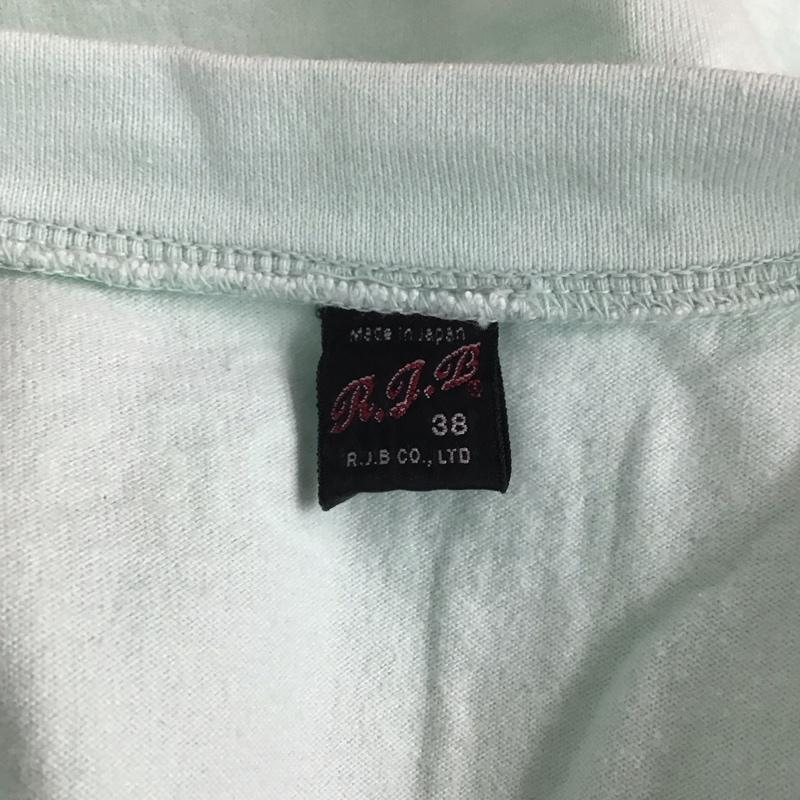 Made in Japan
R.J.B®
38
R.J.B CO., LTD